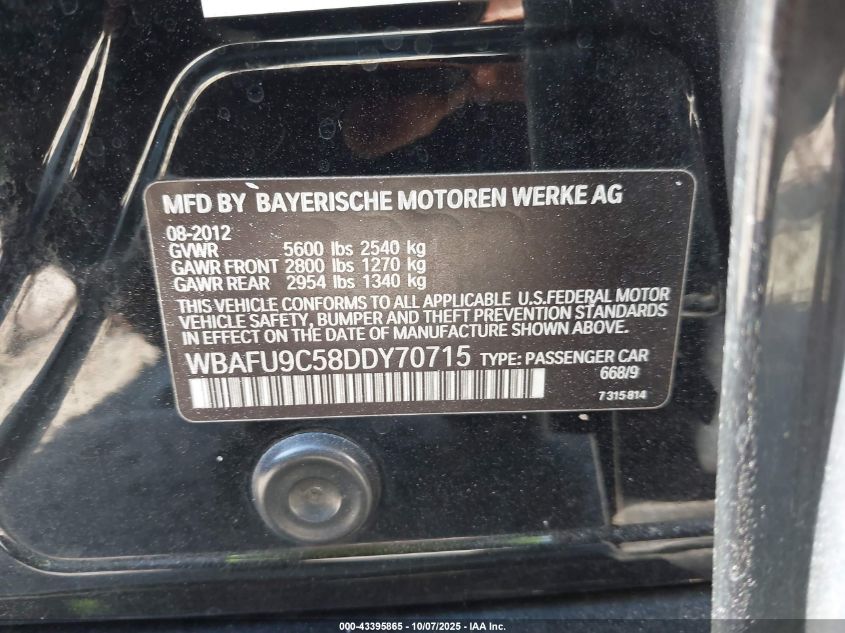 MFD BY BAYERISCHE MOTOREN WERKE AG
08-2012
GVWR 5600 lbs 2540 kg
GAWR FRONT 2800 lbs 1270 kg
GAWR REAR 2954 lbs 1340 kg
THIS VEHICLE CONFORMS TO ALL APPLICABLE U.S.FEDERAL MOTOR
VEHICLE SAFETY, BUMPER AND THEFT PREVENTION STANDARDS
IN EFFECT ON THE DATE OF MANUFACTURE SHOWN ABOVE.
WBAFU9C58DDY70715 TYPE: PASSENGER CAR
668/9
7315814
000-43395865 - 10/07/2025 - IAA Inc.